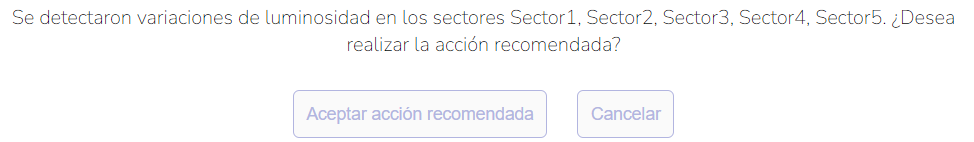 Se detectaron variaciones de luminosidad en los sectores Sector1, Sector2, Sector3, Sector4, Sector5. ¿Desea
realizar la acción recomendada?
Aceptar acción recomendada
Cancelar